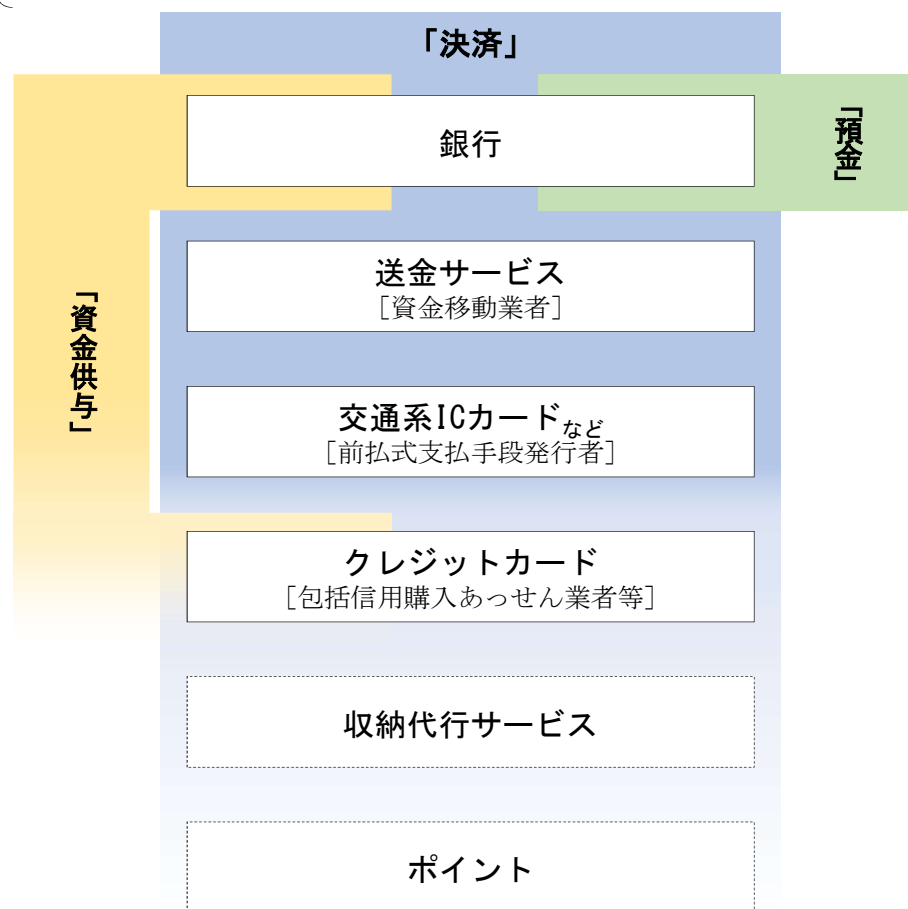 「決済」
銀行
「預金」
送金サービス
［資金移動業者］
「資金供与」
交通系ICカードなど
［前払式支払手段発行者］
クレジットカード
［包括信用購入あっせん業者等］
収納代行サービス
ポイント